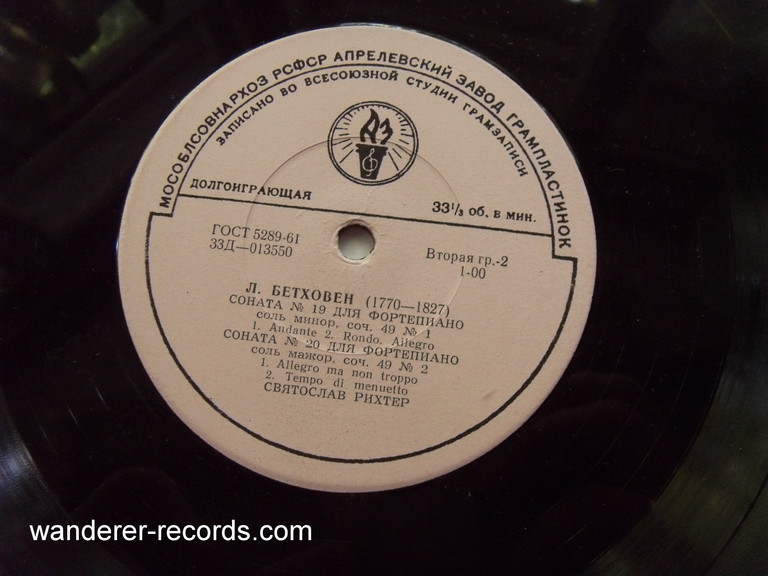 МОСОБЛСОВНАРХОЗ РСФСР АПРЕЛЕВСКИЙ ЗАВОД ГРАМПЛАСТИНОК
ЗАПИСАНО ВО ВСЕСОЮЗНОЙ СТУДИИ ГРАМЗАПИСИ
АЗ
ДОЛГОИГРАЮЩАЯ
33⅓ об. в мин.
ГОСТ 5289-61
33Д—013550
Вторая гр.-2
1-00
Л. БЕТХОВЕН (1770—1827)
СОНАТА № 19 ДЛЯ ФОРТЕПИАНО
соль минор, соч. 49 № 1
1. Andante 2. Rondo. Allegro
СОНАТА № 20 ДЛЯ ФОРТЕПИАНО
соль мажор, соч. 49 № 2
1. Allegro ma non troppo
2. Tempo di menuetto
СВЯТОСЛАВ РИХТЕР
wanderer-records.com